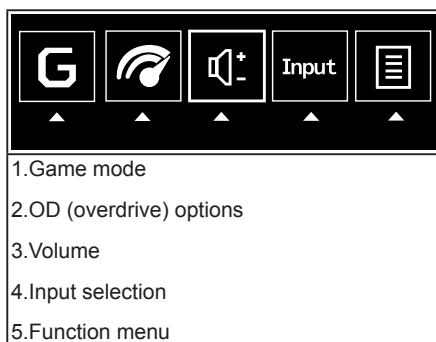 G Input
1.Game mode
2.OD (overdrive) options
3.Volume
4.Input selection
5.Function menu